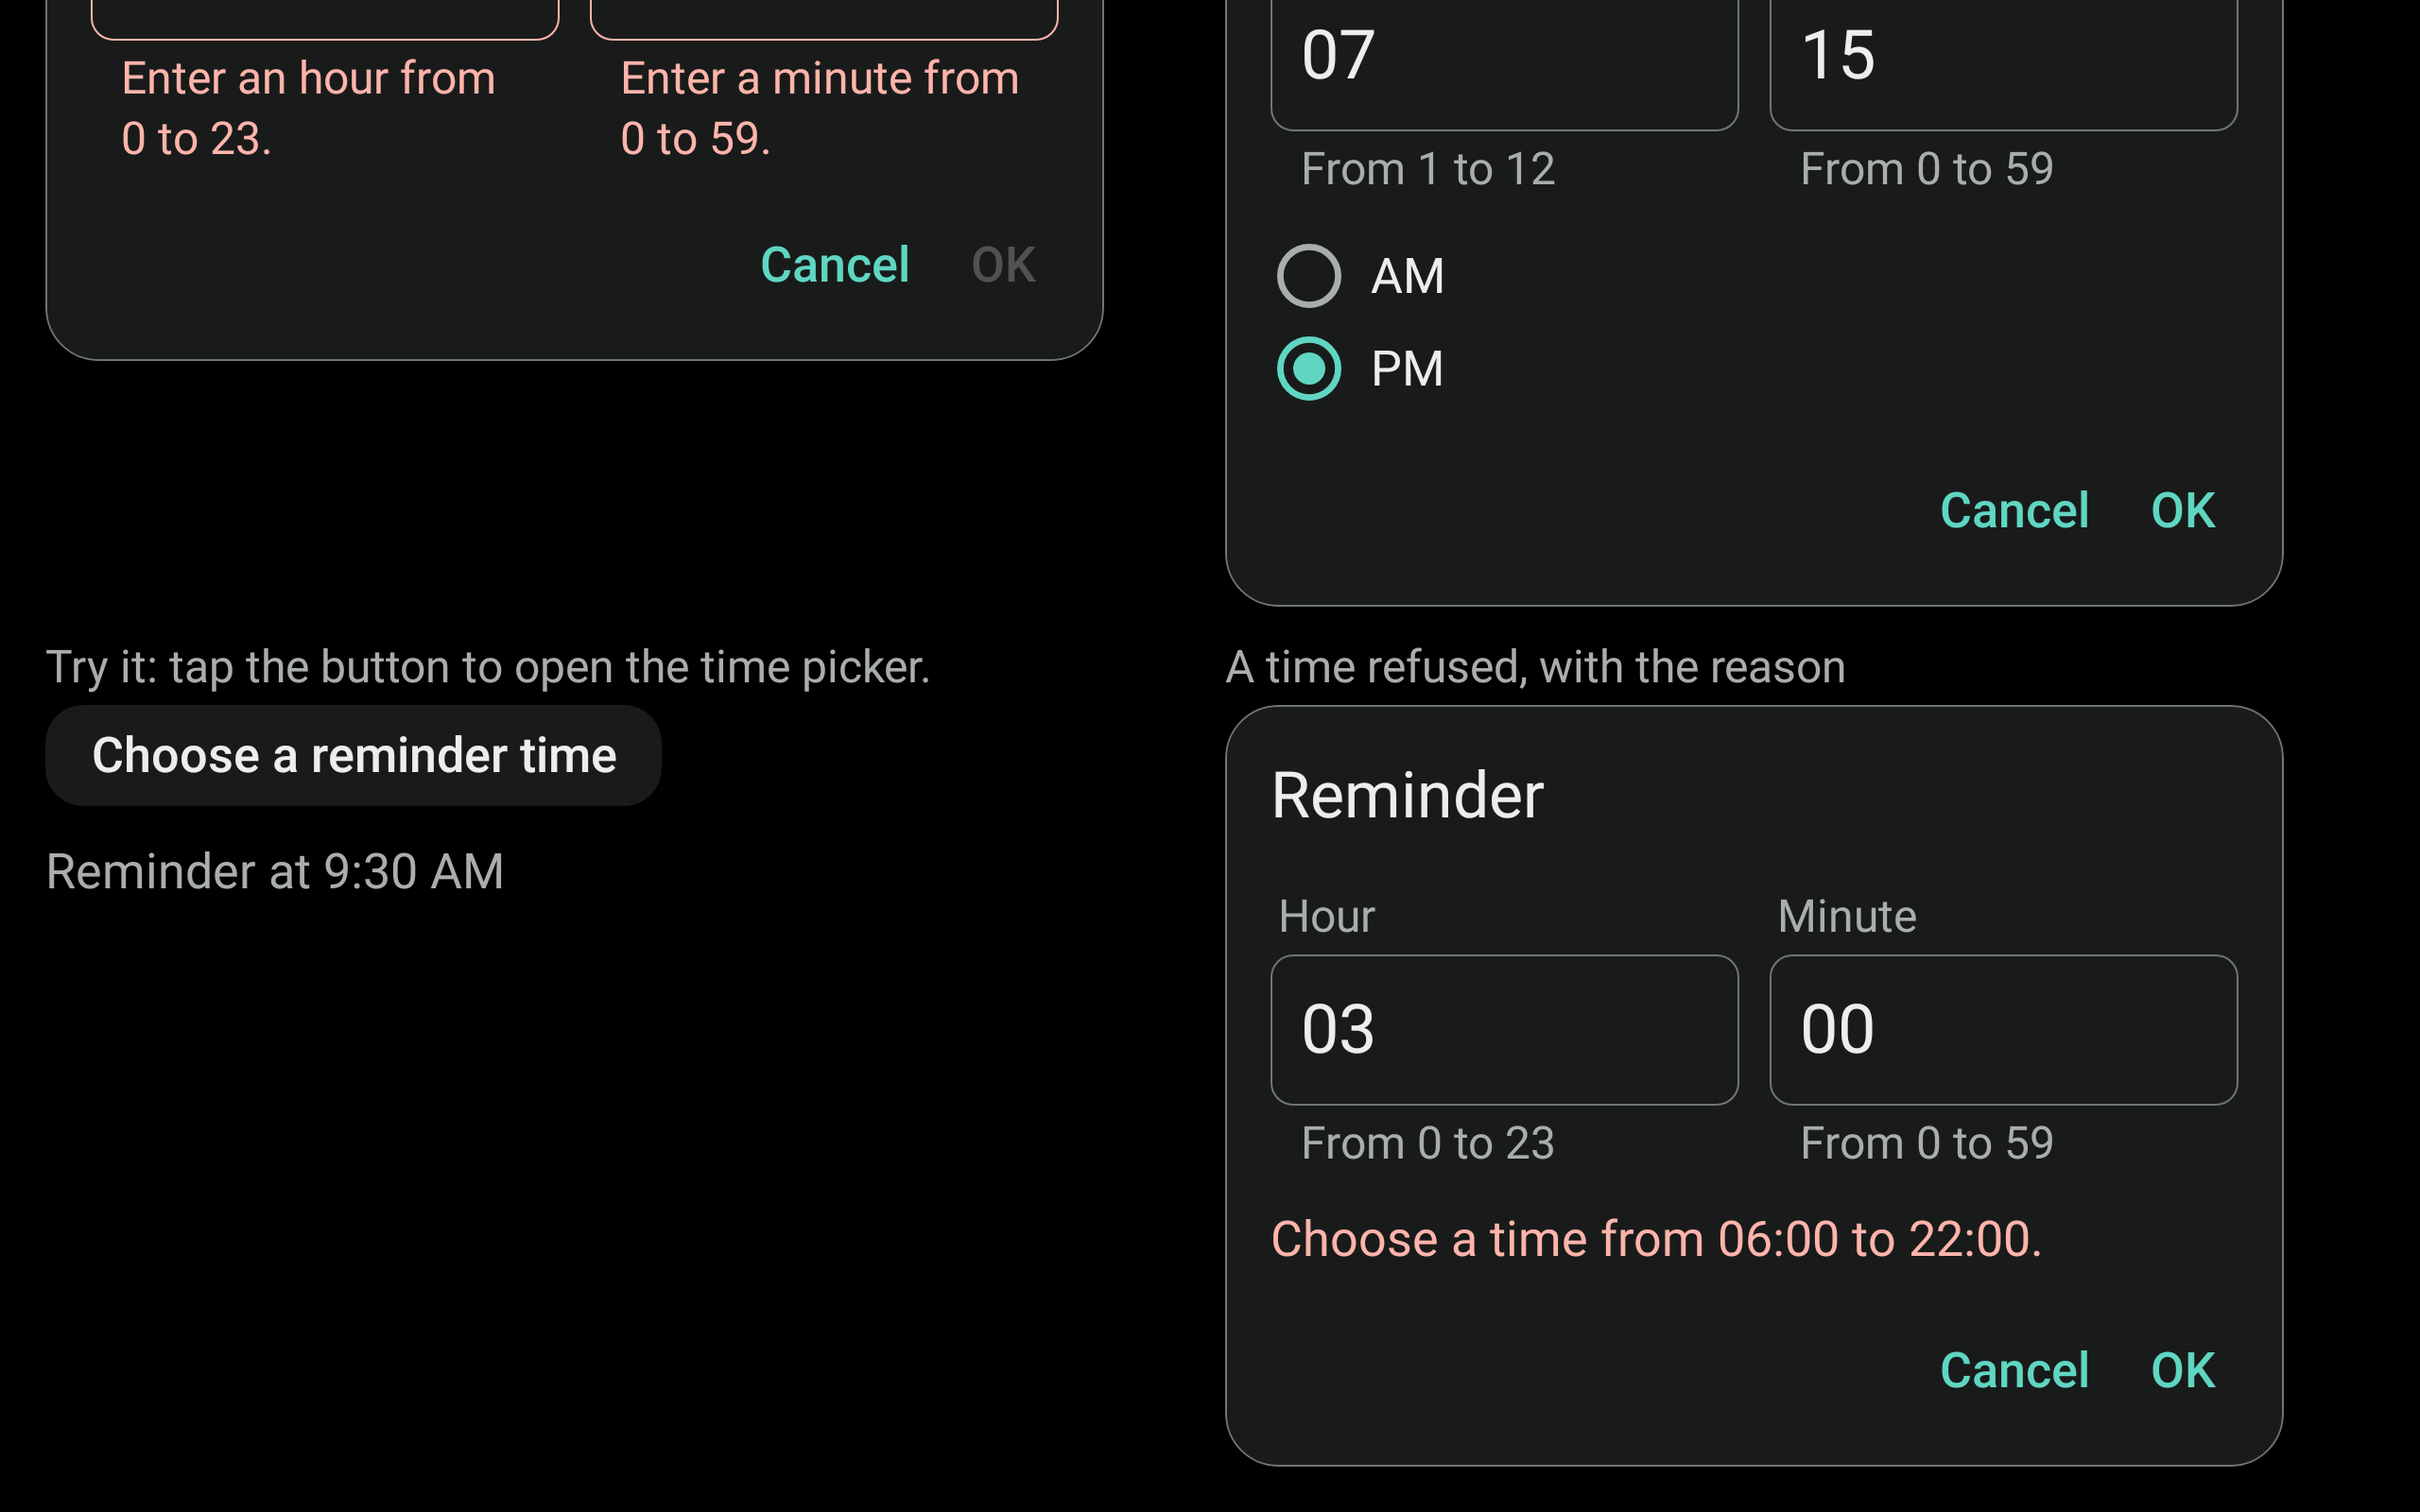 Enter an hour from
0 to 23.
Enter a minute from
0 to 59.
Cancel
OK
07
15
From 1 to 12
From 0 to 59
AM
PM
Cancel
OK
Try it: tap the button to open the time picker.
Choose a reminder time
Reminder at 9:30 AM
A time refused, with the reason
Reminder
Hour
Minute
03
00
From 0 to 23
From 0 to 59
Choose a time from 06:00 to 22:00.
Cancel
OK